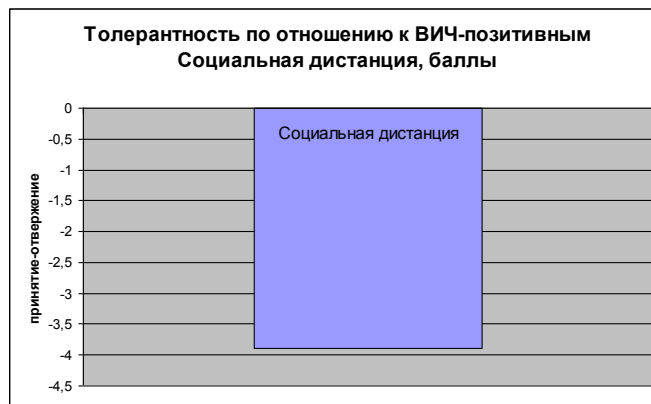 Толерантность по отношению к ВИЧ-позитивным
Социальная дистанция, баллы
принятие-отвержение
0
-0,5
-1
-1,5
-2
-2,5
-3
-3,5
-4
-4,5
Социальная дистанция